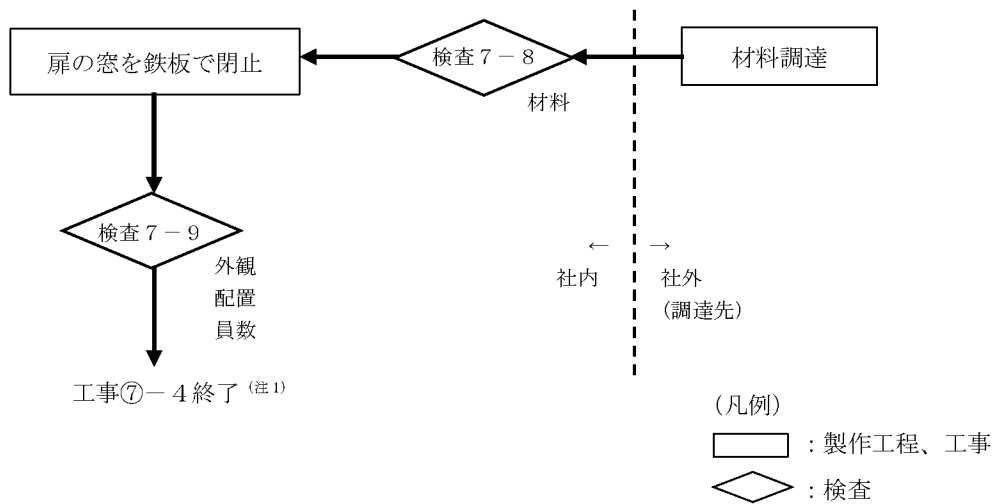 扉の窓を鉄板で閉止
検査7－8
材料調達
材料
検査7－9
外観
配置
員数
← →
社内 社外
(調達先)
工事⑦－4終了（注1）
(凡例)
：製作工程、工事
：検査